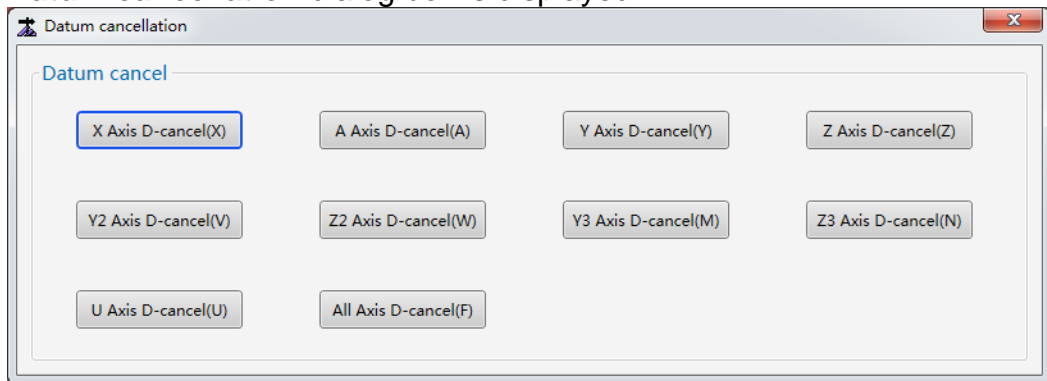 Datum cancellation
Datum cancel
X Axis D-cancel(X) A Axis D-cancel(A) Y Axis D-cancel(Y) Z Axis D-cancel(Z)
Y2 Axis D-cancel(V) Z2 Axis D-cancel(W) Y3 Axis D-cancel(M) Z3 Axis D-cancel(N)
U Axis D-cancel(U) All Axis D-cancel(F)